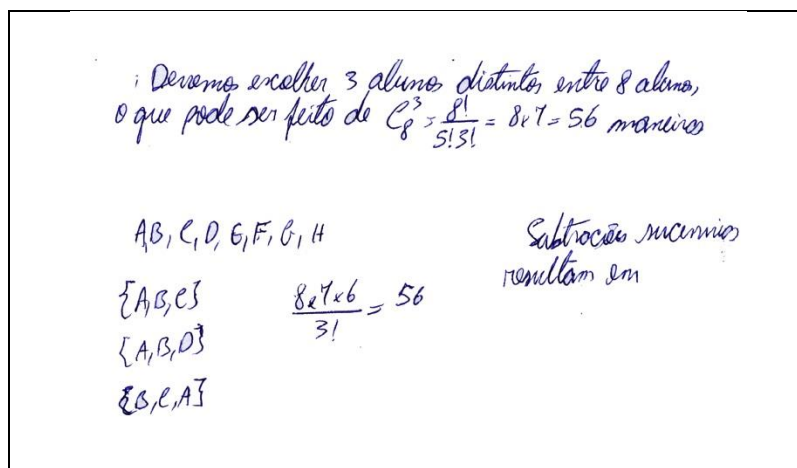 : Devemos escolher 3 alunos distintos entre 8 alunos,
o que pode ser feito de C₈³ = 8!/5!3! = 8x7 = 56 maneiras
A,B, C, D, E, F, G, H
Subtrações sucessivas
resultam em
{A,B,C}
8x7x6/3! = 56
{A,B,D}
{B,C,A}